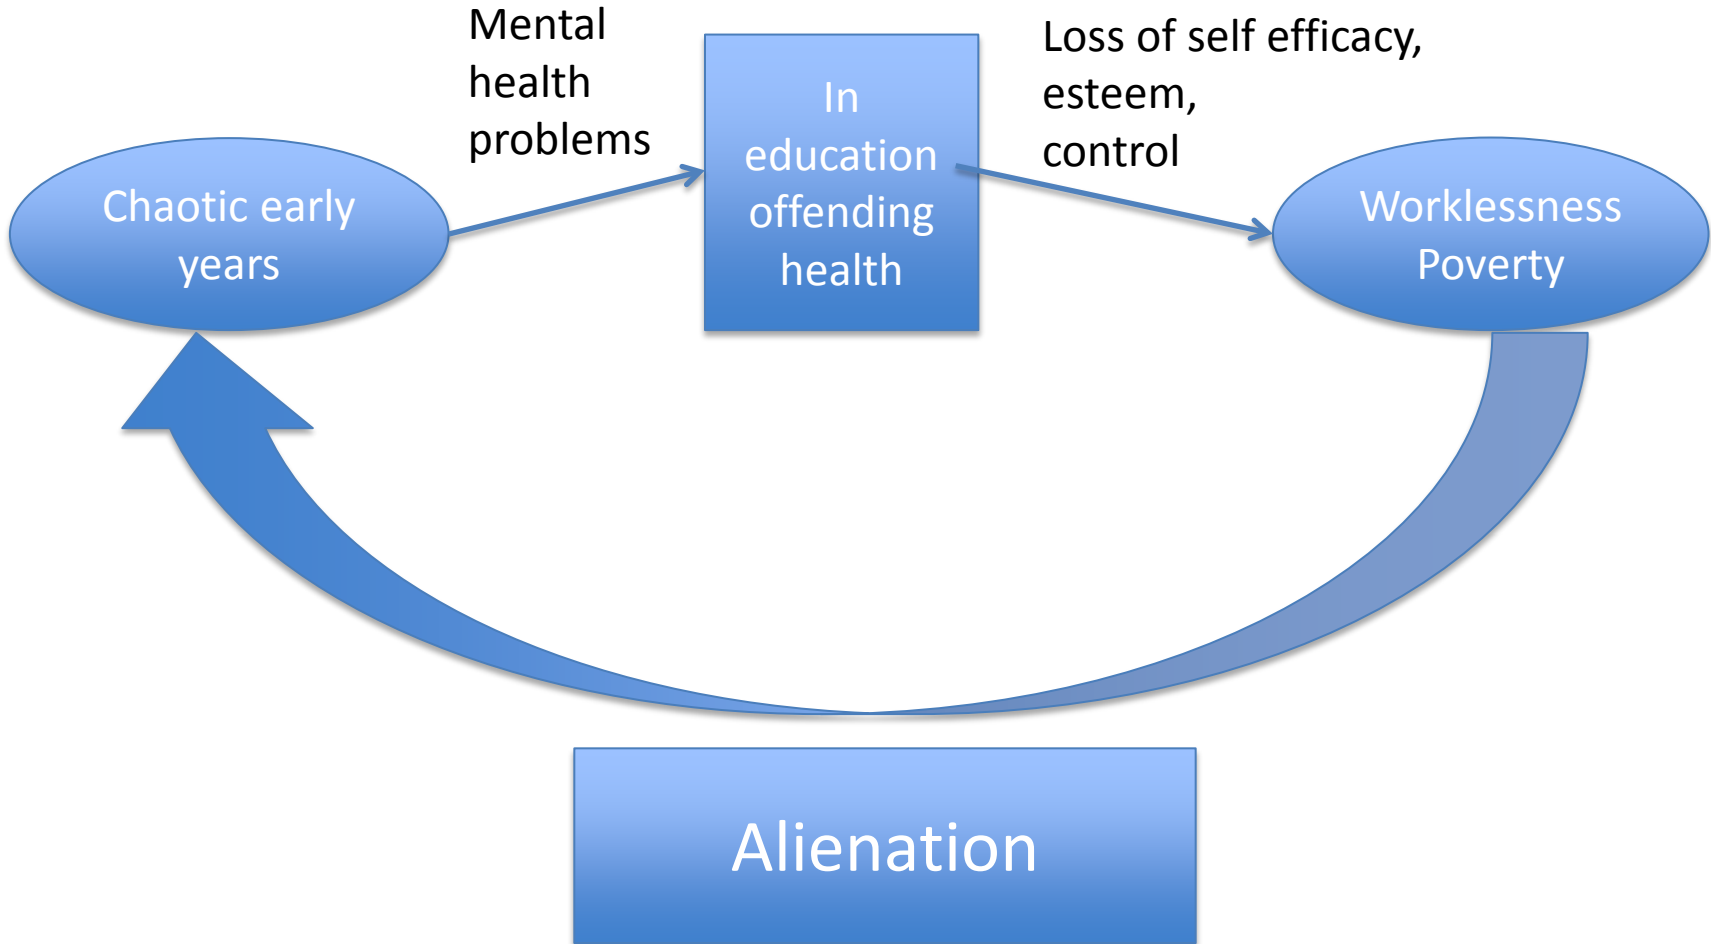 Mental
health
problems
In
education
offending
health
Loss of self efficacy,
esteem,
control
Chaotic early
years
Worklessness
Poverty
Alienation